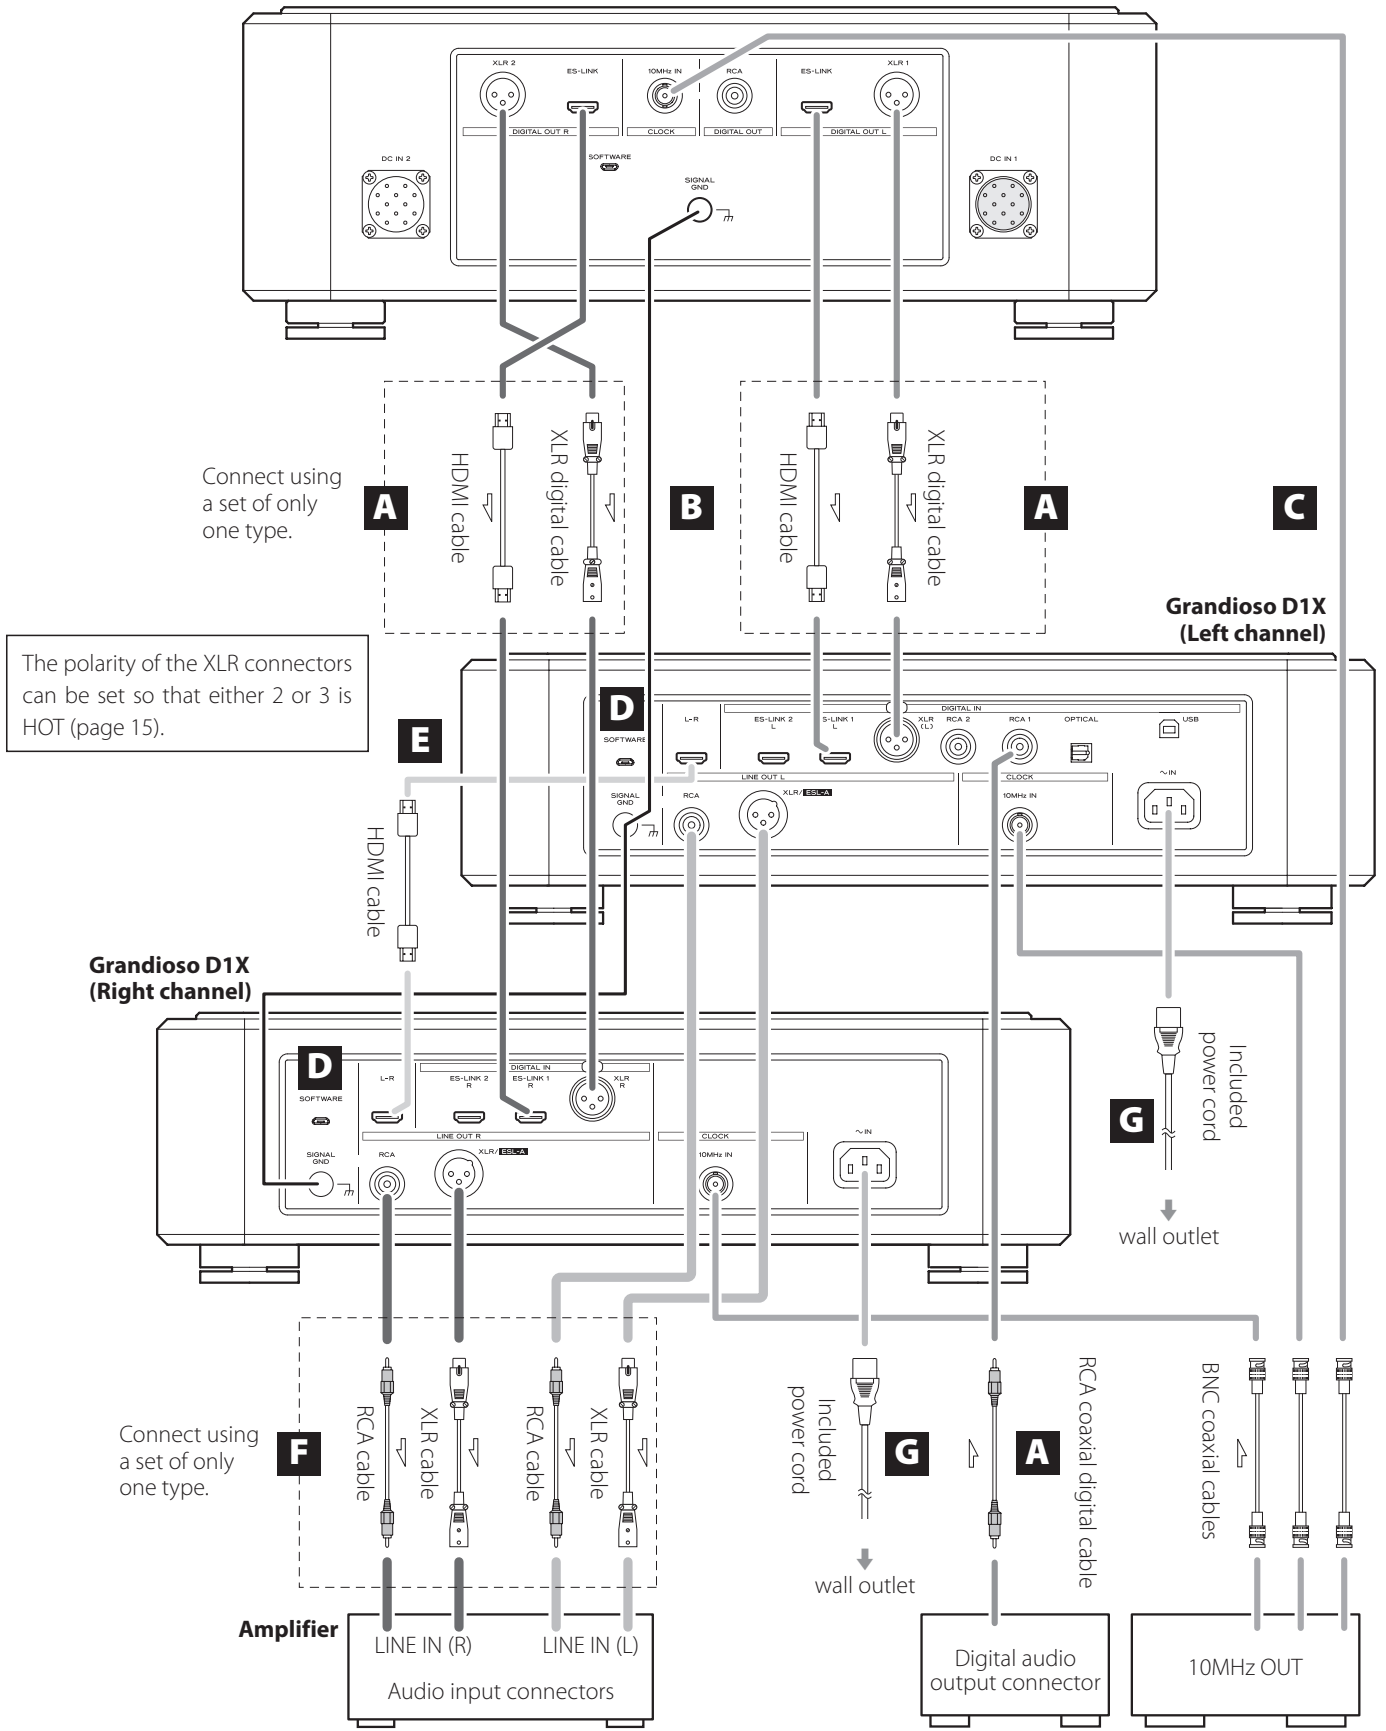 XLR 2
ES-LINK
10MHz IN
RCA
ES-LINK
XLR 1
DIGITAL OUT R
CLOCK
DIGITAL OUT
DIGITAL OUT L
SOFTWARE
DC IN 2
SIGNAL
GND
DC IN 1
Connect using
a set of only
one type.
A
HDMI cable
XLR digital cable
B
HDMI cable
XLR digital cable
A
C
Grandioso D1X
(Left channel)
The polarity of the XLR connectors
can be set so that either 2 or 3 is
HOT (page 15).
D
E
SOFTWARE
L-R
DIGITAL IN
ES-LINK 2
L
S-LINK 1
L
XLR
(L)
RCA 2
RCA 1
OPTICAL
USB
LINE OUT L
CLOCK
~IN
SIGNAL
GND
RCA
XLR/ ESL-A
10MHz IN
HDMI cable
Grandioso D1X
(Right channel)
D
SOFTWARE
L-R
DIGITAL IN
ES-LINK 2
R
ES-LINK 1
R
XLR
R
LINE OUT R
CLOCK
~IN
SIGNAL
GND
RCA
XLR/ ESL-A
10MHz IN
G
Included
power cord
wall outlet
Connect using
a set of only
one type.
F
RCA cable
XLR cable
RCA cable
XLR cable
Included
power cord
G
wall outlet
A
RCA coaxial digital cable
BNC coaxial cables
Amplifier
LINE IN (R)
LINE IN (L)
Audio input connectors
Digital audio
output connector
10MHz OUT